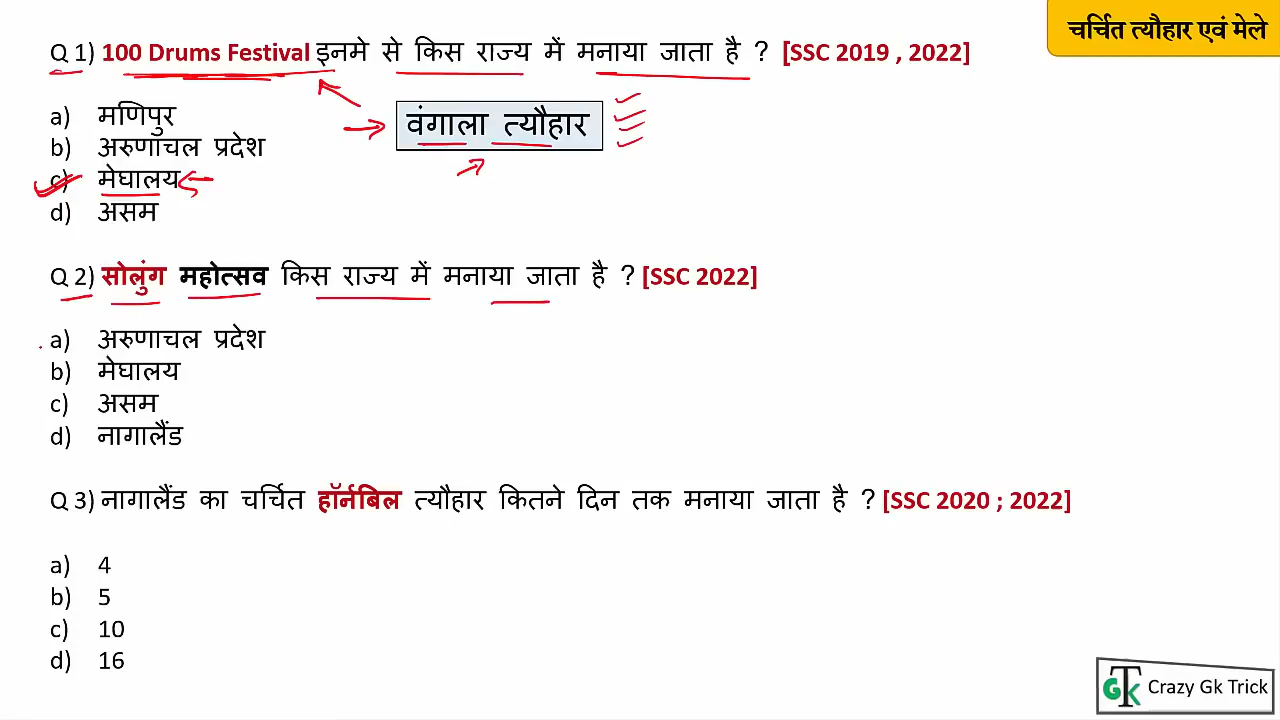 चर्चित त्यौहार एवं मेले
Q 1) 100 Drums Festival इनमे से किस राज्य में मनाया जाता है ? [SSC 2019 , 2022]
वंगाला त्यौहार
a) मणिपुर
b) अरुणाचल प्रदेश
c) मेघालय
d) असम
Q 2) सोलुंग महोत्सव किस राज्य में मनाया जाता है ? [SSC 2022]
a) अरुणाचल प्रदेश
b) मेघालय
c) असम
d) नागालैंड
Q 3) नागालैंड का चर्चित हॉर्नबिल त्यौहार कितने दिन तक मनाया जाता है ? [SSC 2020 ; 2022]
a) 4
b) 5
c) 10
d) 16
GTK Crazy Gk Trick